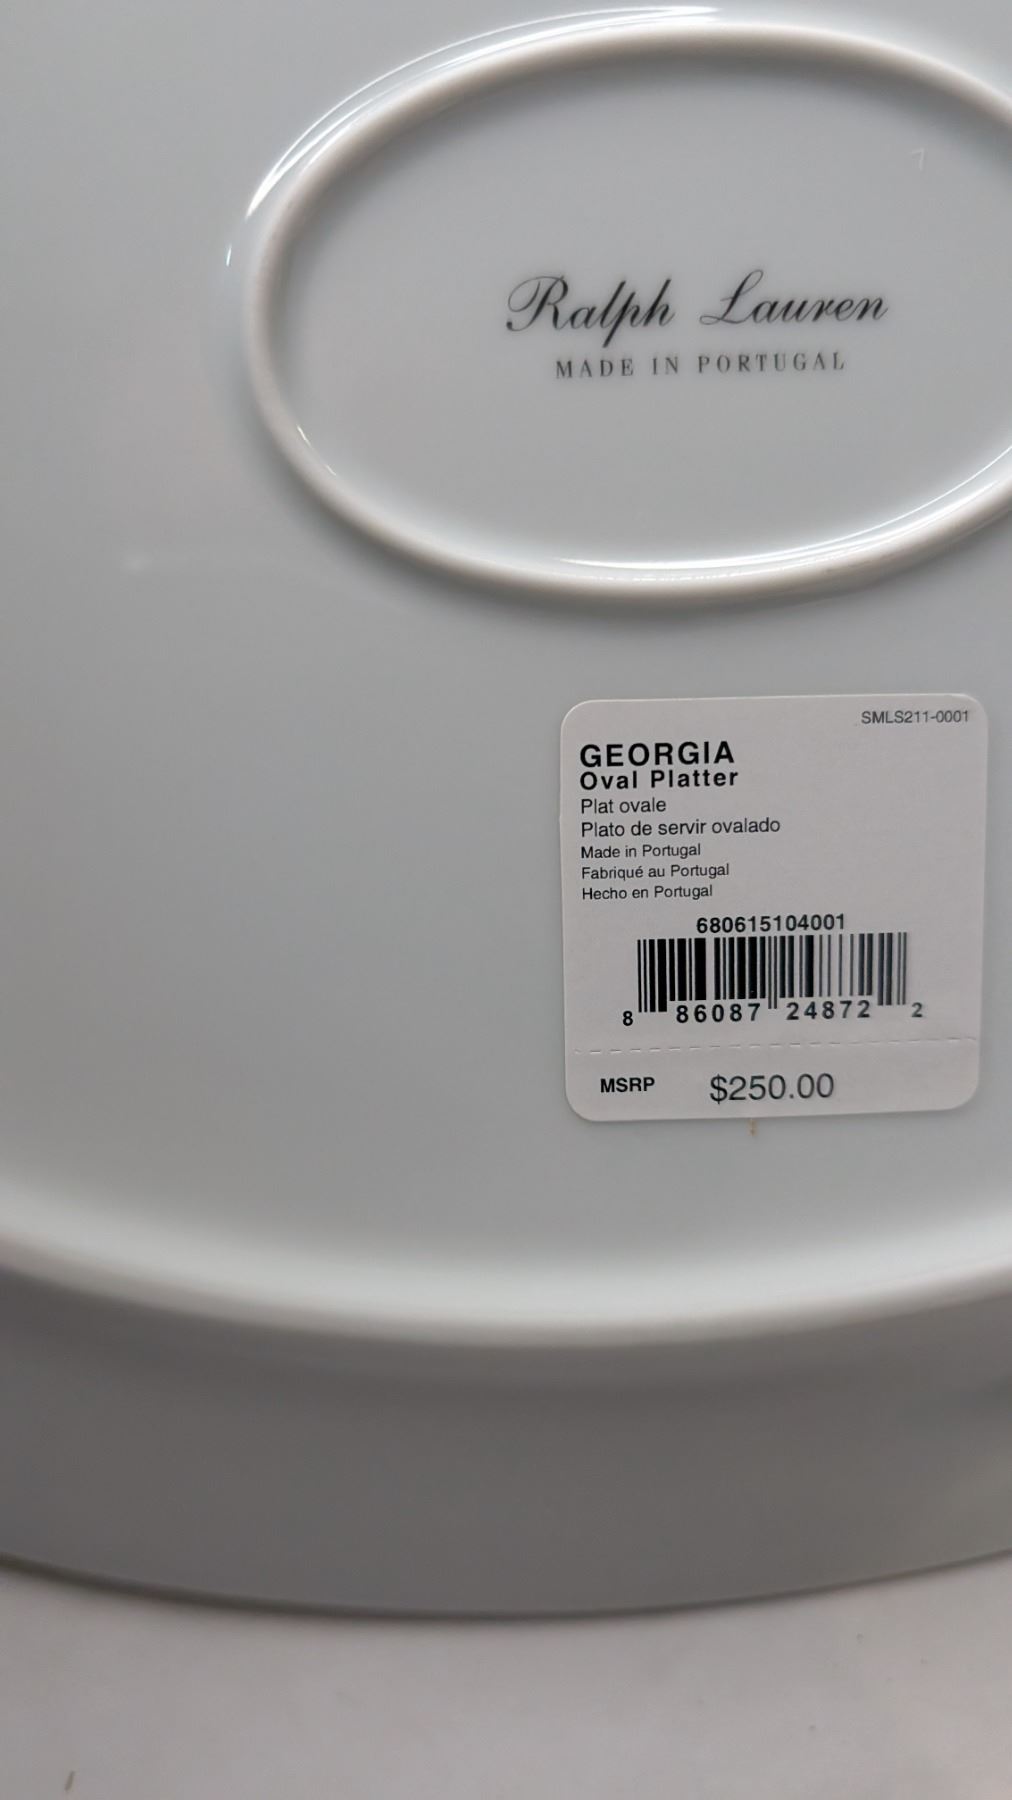 Ralph Lauren
MADE IN PORTUGAL
SMLS211-0001
GEORGIA
Oval Platter
Plat ovale
Plato de servir ovalado
Made in Portugal
Fabriqué au Portugal
Hecho en Portugal
680615104001
8 86087 24872 2
MSRP $250.00